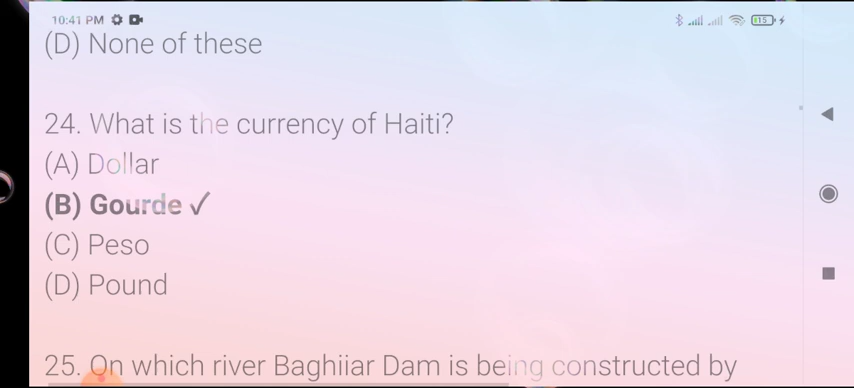 10:41 PM
15
(D) None of these
24. What is the currency of Haiti?
(A) Dollar
(B) Gourde ✓
(C) Peso
(D) Pound
25. On which river Baghiiar Dam is being constructed by